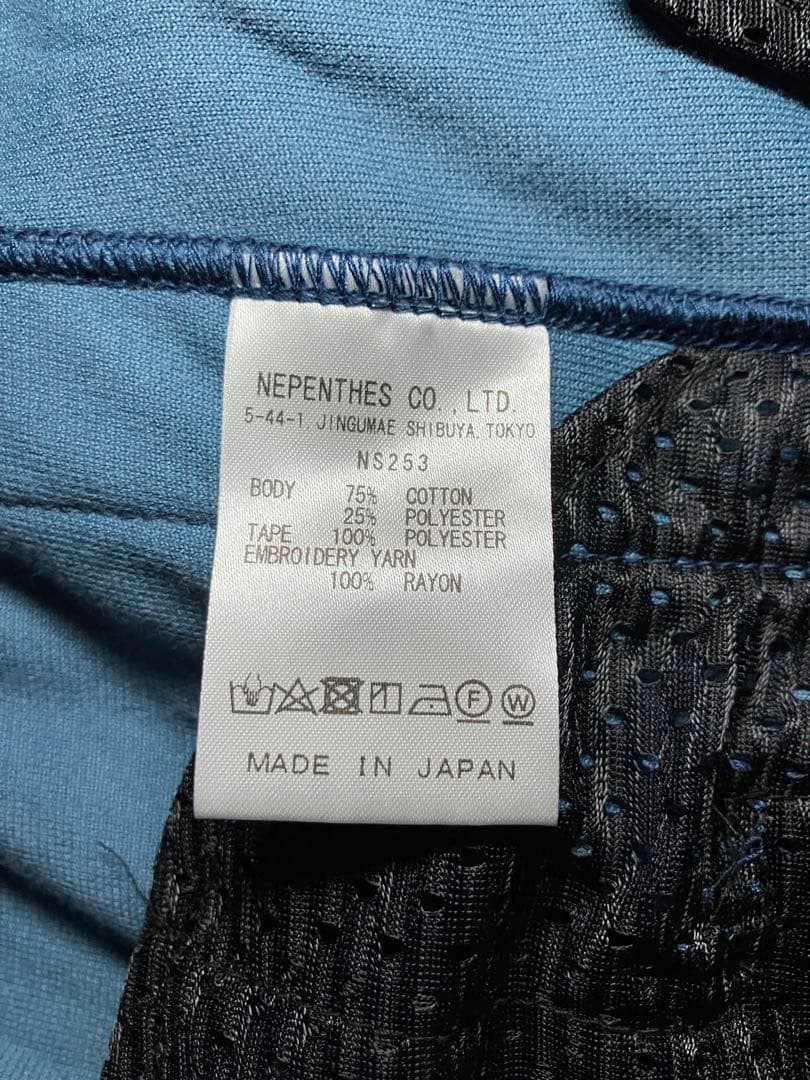 NEPENTHES CO., LTD.
5-44-1 JINGUMAE SHIBUYA TOKYO
NS253
BODY 75% COTTON
25% POLYESTER
TAPE 100% POLYESTER
EMBROIDERY YARN
100% RAYON
F W
MADE IN JAPAN